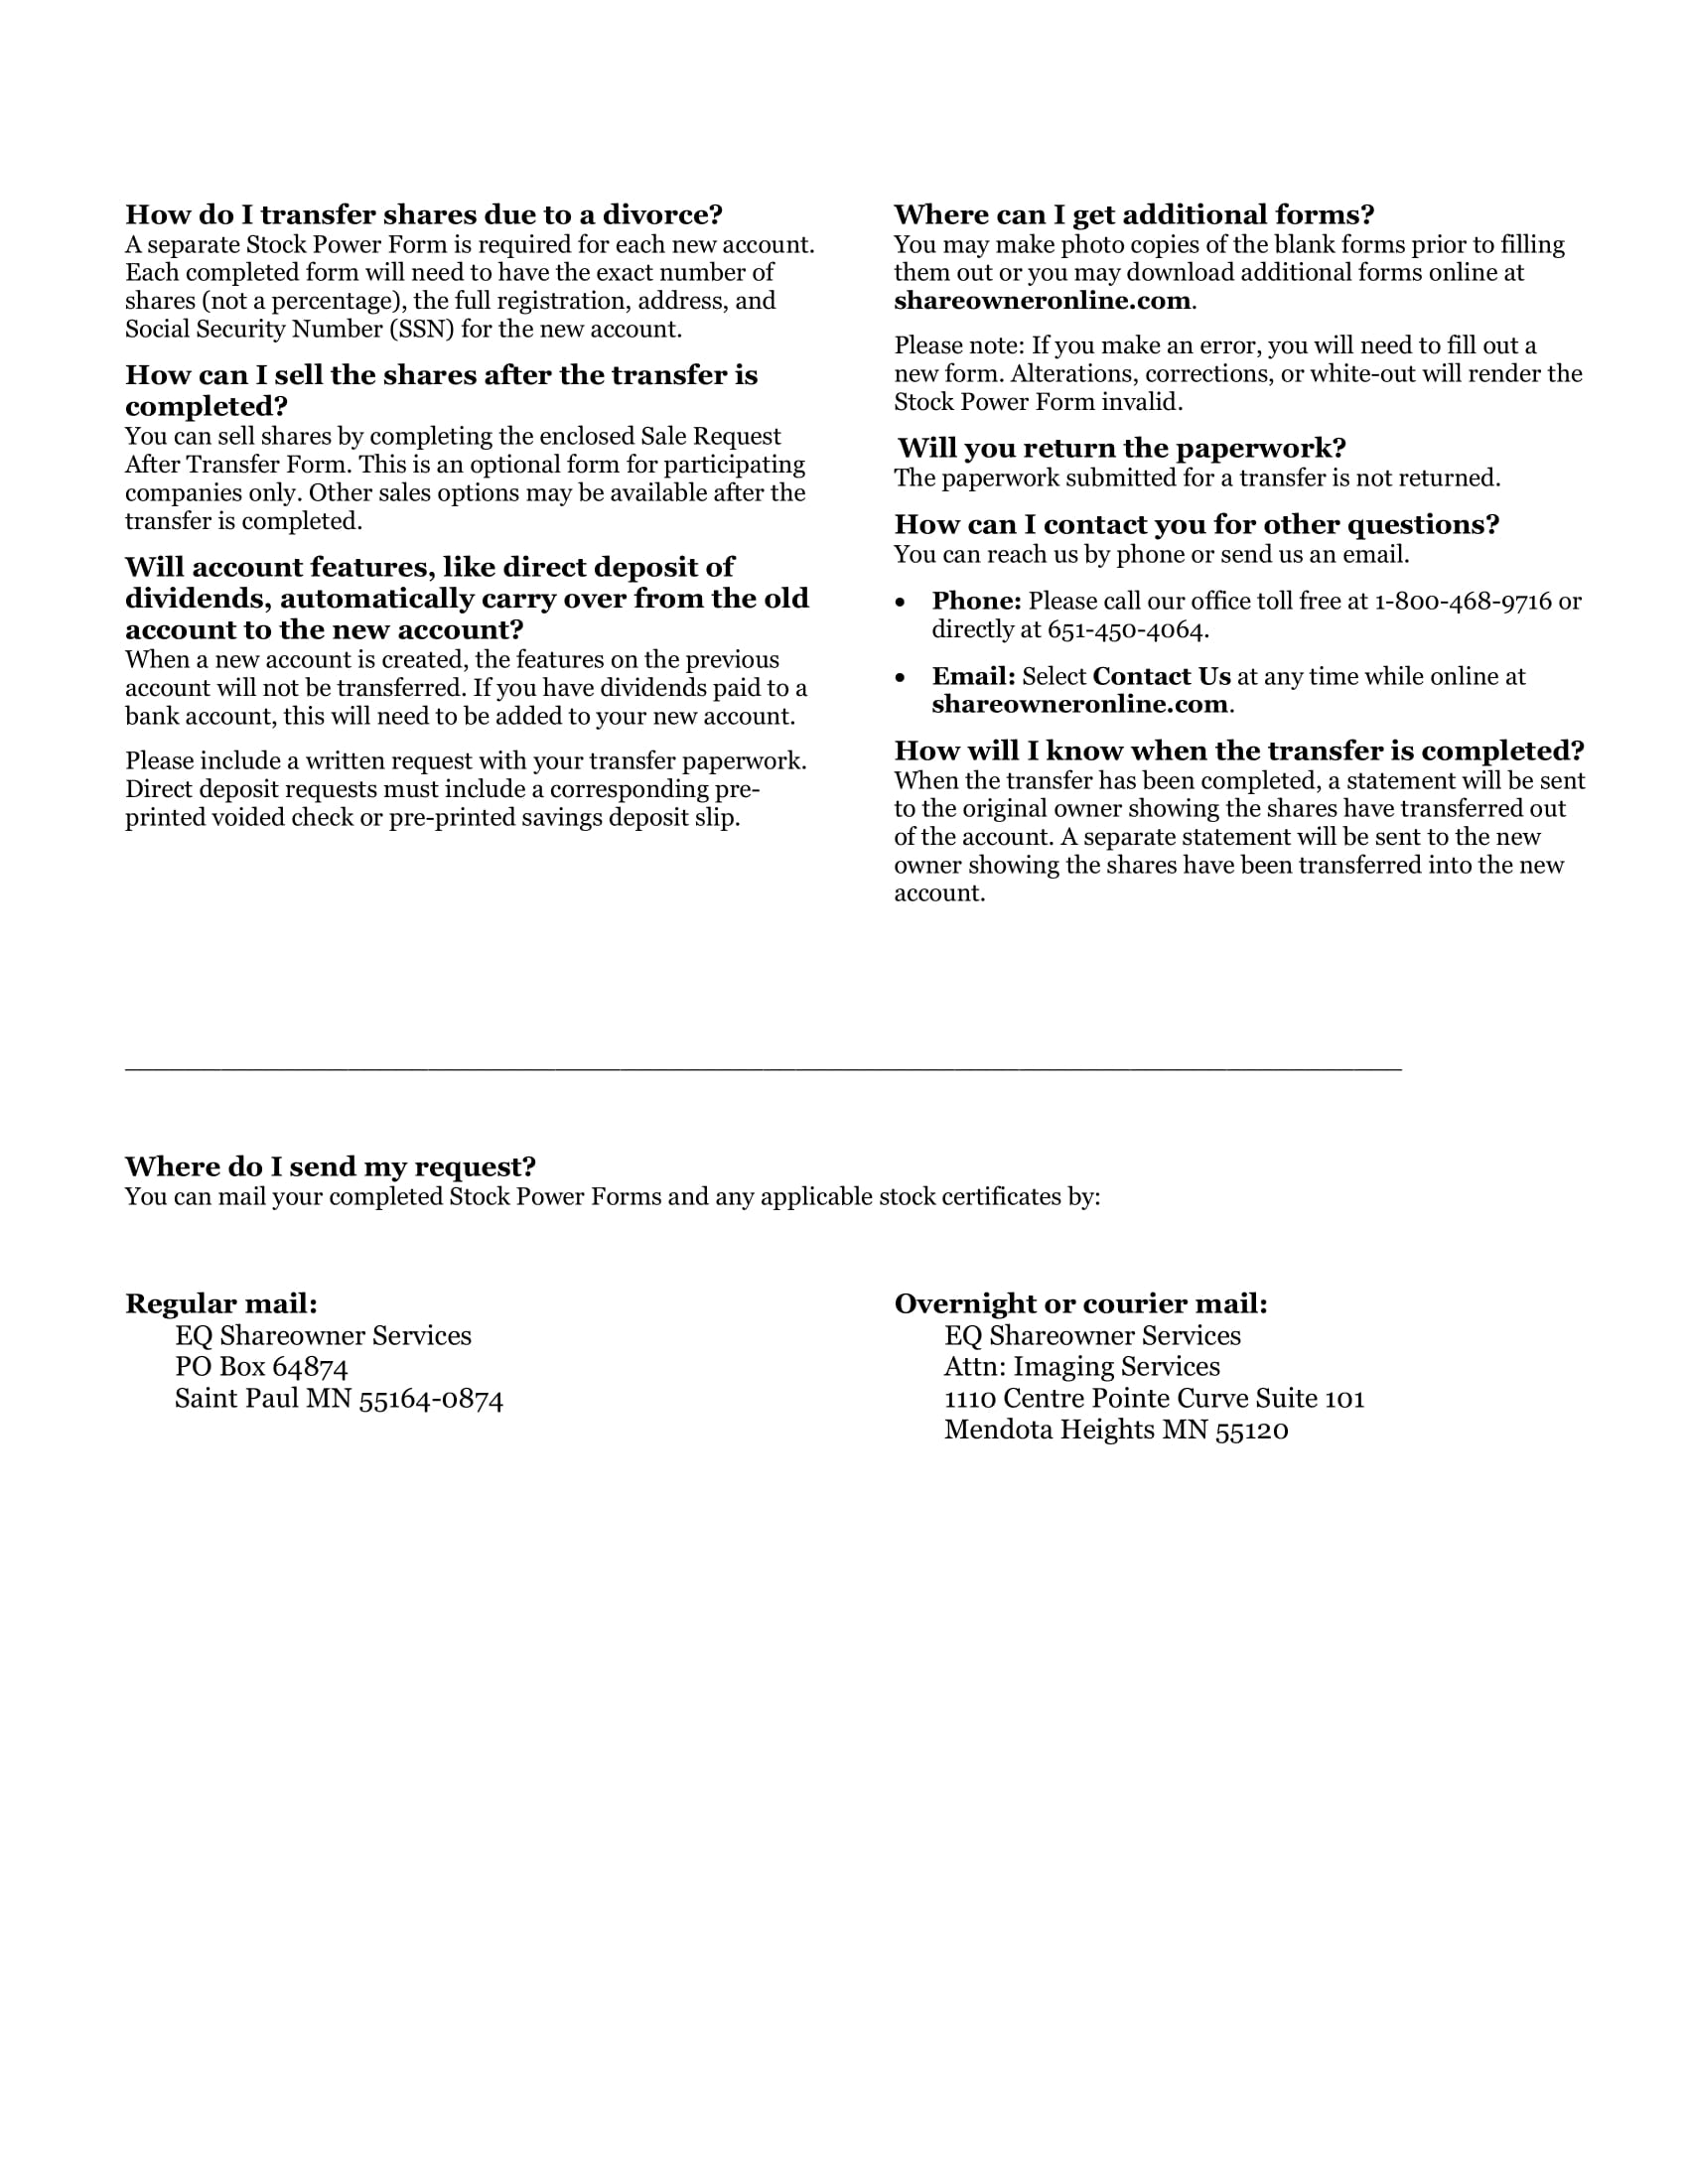 How do I transfer shares due to a divorce?
A separate Stock Power Form is required for each new account.
Each completed form will need to have the exact number of
shares (not a percentage), the full registration, address, and
Social Security Number (SSN) for the new account.
How can I sell the shares after the transfer is
completed?
You can sell shares by completing the enclosed Sale Request
After Transfer Form. This is an optional form for participating
companies only. Other sales options may be available after the
transfer is completed.
Will account features, like direct deposit of
dividends, automatically carry over from the old
account to the new account?
When a new account is created, the features on the previous
account will not be transferred. If you have dividends paid to a
bank account, this will need to be added to your new account.
Please include a written request with your transfer paperwork.
Direct deposit requests must include a corresponding pre-
printed voided check or pre-printed savings deposit slip.
Where can I get additional forms?
You may make photo copies of the blank forms prior to filling
them out or you may download additional forms online at
shareowneronline.com.
Please note: If you make an error, you will need to fill out a
new form. Alterations, corrections, or white-out will render the
Stock Power Form invalid.
Will you return the paperwork?
The paperwork submitted for a transfer is not returned.
How can I contact you for other questions?
You can reach us by phone or send us an email.
• Phone: Please call our office toll free at 1-800-468-9716 or
directly at 651-450-4064.
• Email: Select Contact Us at any time while online at
shareowneronline.com.
How will I know when the transfer is completed?
When the transfer has been completed, a statement will be sent
to the original owner showing the shares have transferred out
of the account. A separate statement will be sent to the new
owner showing the shares have been transferred into the new
account.
Where do I send my request?
You can mail your completed Stock Power Forms and any applicable stock certificates by:
Regular mail:
EQ Shareowner Services
PO Box 64874
Saint Paul MN 55164-0874
Overnight or courier mail:
EQ Shareowner Services
Attn: Imaging Services
1110 Centre Pointe Curve Suite 101
Mendota Heights MN 55120